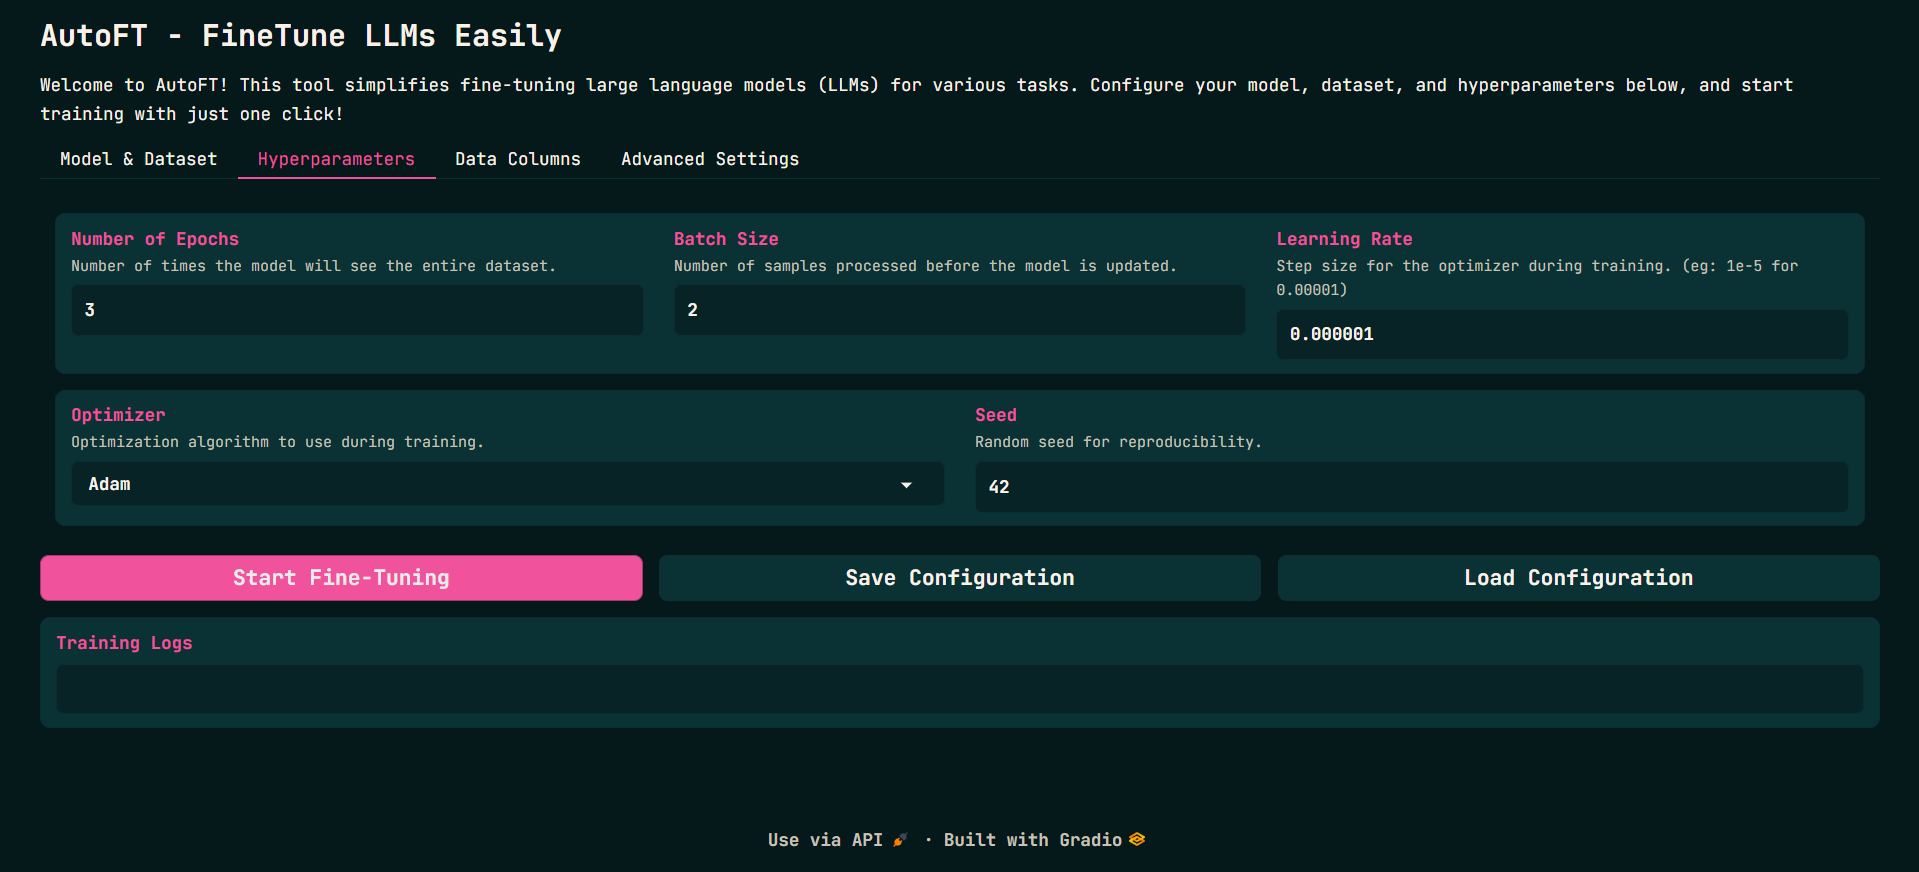 AutoFT - FineTune LLMs Easily
Welcome to AutoFT! This tool simplifies fine-tuning large language models (LLMs) for various tasks. Configure your model, dataset, and hyperparameters below, and start
training with just one click!
Model & Dataset
Hyperparameters
Data Columns
Advanced Settings
Number of Epochs
Number of times the model will see the entire dataset.
3
Batch Size
Number of samples processed before the model is updated.
2
Learning Rate
Step size for the optimizer during training. (eg: 1e-5 for
0.00001)
0.000001
Optimizer
Optimization algorithm to use during training.
Adam
Seed
Random seed for reproducibility.
42
Start Fine-Tuning
Save Configuration
Load Configuration
Training Logs
Use via API · Built with Gradio